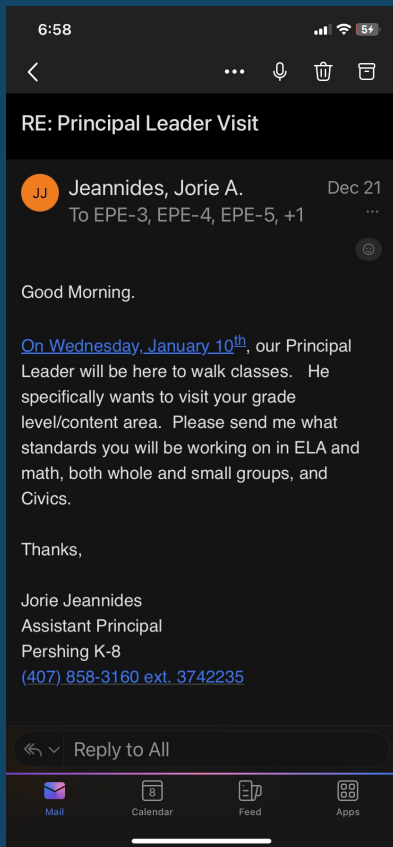 6:58
54
RE: Principal Leader Visit
JJ
Jeannides, Jorie A.
Dec 21
To EPE-3, EPE-4, EPE-5, +1
Good Morning.
On Wednesday, January 10th, our Principal
Leader will be here to walk classes. He
specifically wants to visit your grade
level/content area. Please send me what
standards you will be working on in ELA and
math, both whole and small groups, and
Civics.
Thanks,
Jorie Jeannides
Assistant Principal
Pershing K-8
(407) 858-3160 ext. 3742235
Reply to All
8
Mail
Calendar
Feed
Apps